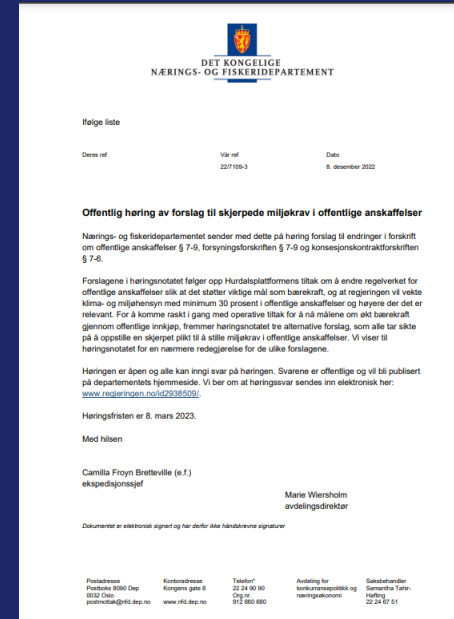 DET KONGELIGE
NÆRINGS- OG FISKERIDEPARTEMENT
Ifølge liste
Deres ref Vår ref Dato
22/7109-3 8. desember 2022
Offentlig høring av forslag til skjerpede miljøkrav i offentlige anskaffelser
Nærings- og fiskeridepartementet sender med dette på høring forslag til endringer i forskrift
om offentlige anskaffelser § 7-9, forsyningsforskriften § 7-9 og konsesjonskontraktforskriften
§ 7-6.
Forslagene i høringsnotatet følger opp Hurdalsplattformens tiltak om å endre regelverket for
offentlige anskaffelser slik at det støtter viktige mål som bærekraft, og at regjeringen vil vekte
klima- og miljøhensyn med minimum 30 prosent i offentlige anskaffelser og høyere der det er
relevant. For å komme raskt i gang med operative tiltak for å nå målene om økt bærekraft
gjennom offentlige innkjøp, fremmer høringsnotatet tre alternative forslag, som alle tar sikte
på å oppstille en skjerpet plikt til å stille miljøkrav i offentlige anskaffelser. Vi viser til
høringsnotatet for en nærmere redegjørelse for de ulike forslagene.
Høringen er åpen og alle kan inngi svar på høringen. Svarene er offentlige og vil bli publisert
på departementets hjemmeside. Vi ber om at høringssvar sendes inn elektronisk her:
www.regjeringen.no/id2938509/.
Høringsfristen er 8. mars 2023.
Med hilsen
Camilla Froyn Bretteville (e.f.)
ekspedisjonssjef
Marie Wiersholm
avdelingsdirektør
Dokumentet er elektronisk signert og har derfor ikke håndskrevne signaturer
Postadresse Kontoradresse Telefon* Avdeling for Saksbehandler
Postboks 8090 Dep Kongens gate 8 22 24 90 90 konkurransepolitikk og Samantha Tahir-
0032 Oslo Org.nr. næringsøkonomi Hafting
postmottak@nfd.dep.no www.nfd.dep.no 912 660 680 22 24 67 51